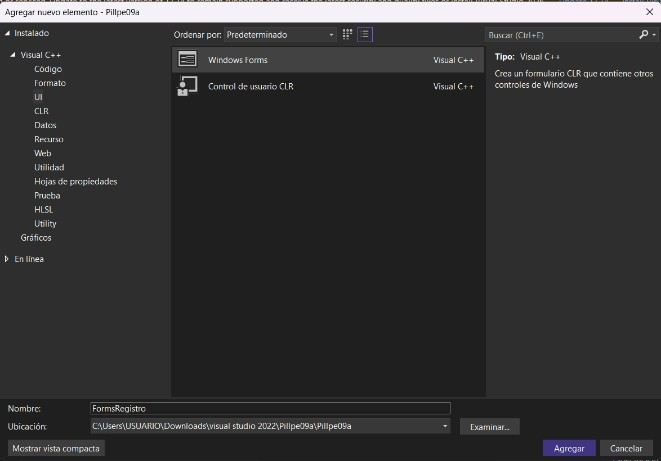 Agregar nuevo elemento - Pillpe09a
Instalado
Ordenar por: Predeterminado
Buscar (Ctrl+E)
Visual C++
Código
Formato
UI
CLR
Datos
Recurso
Web
Utilidad
Hojas de propiedades
Prueba
HLSL
Utility
Gráficos
En línea
Windows Forms Visual C++
Control de usuario CLR Visual C++
Tipo: Visual C++
Crea un formulario CLR que contiene otros
controles de Windows
Nombre: FormsRegistro
Ubicación: C:\Users\USUARIO\Downloads\visual studio 2022\Pillpe09a\Pillpe09a
Examinar...
Mostrar vista compacta
Agregar
Cancelar